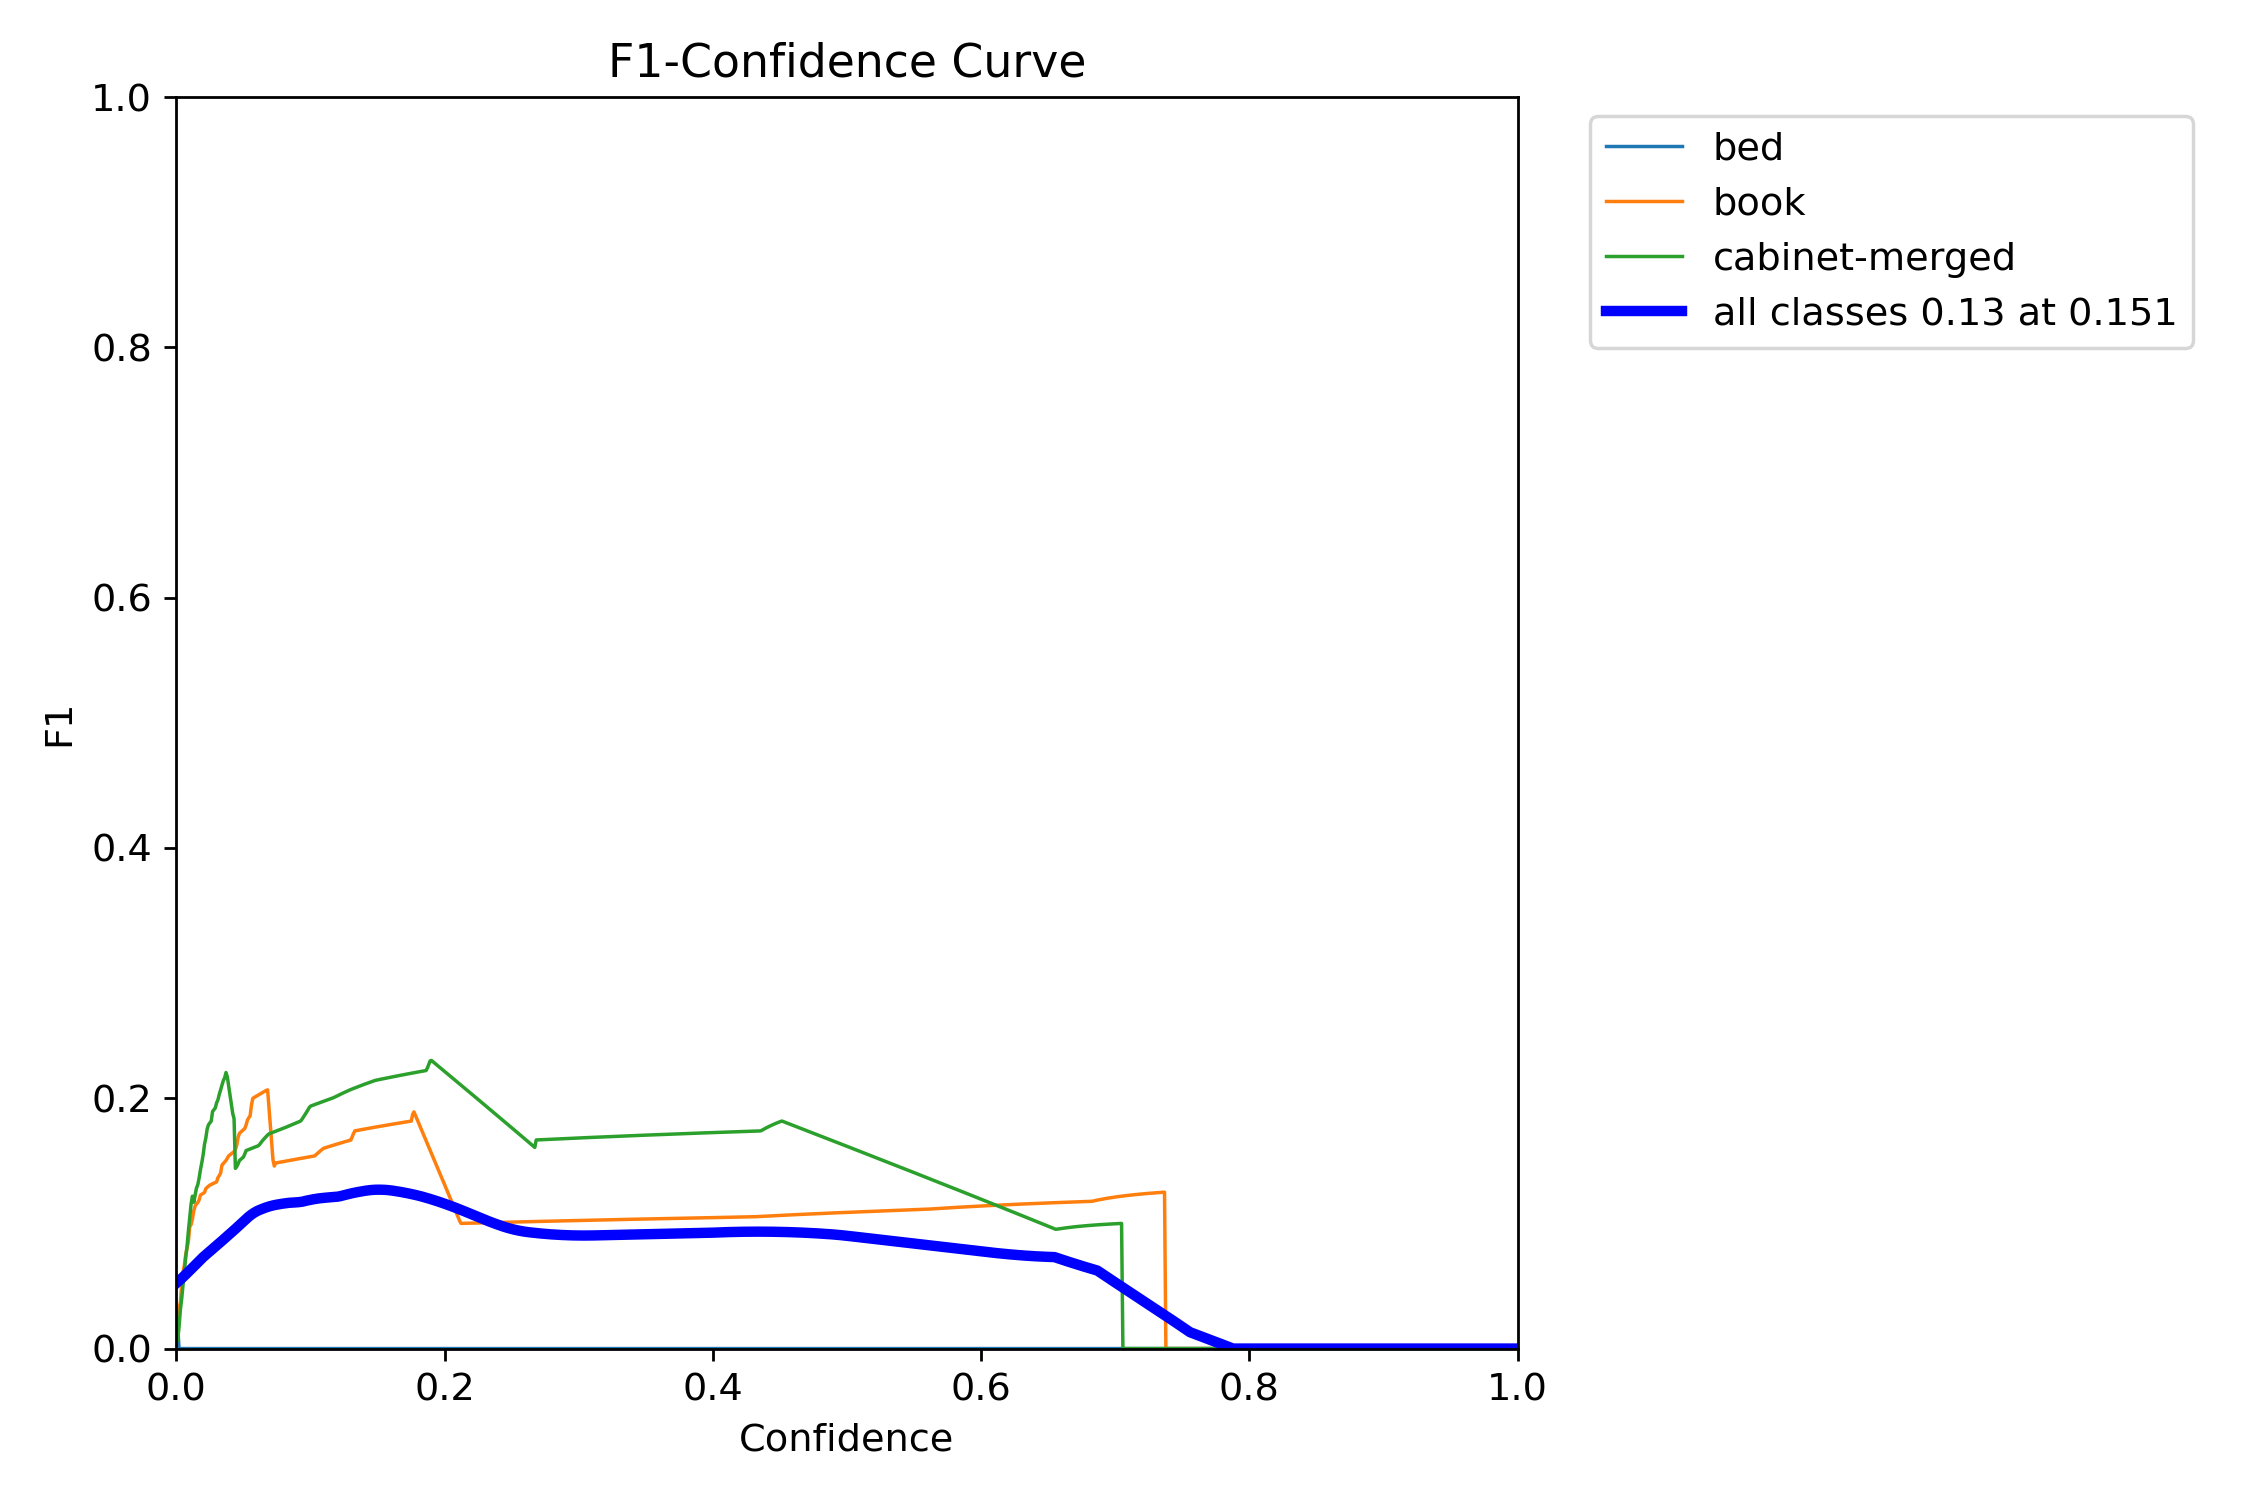 F1-Confidence Curve
1.0
0.8
0.6
0.4
0.2
0.0
F1
0.0 0.2 0.4 0.6 0.8 1.0
Confidence
bed
book
cabinet-merged
all classes 0.13 at 0.151